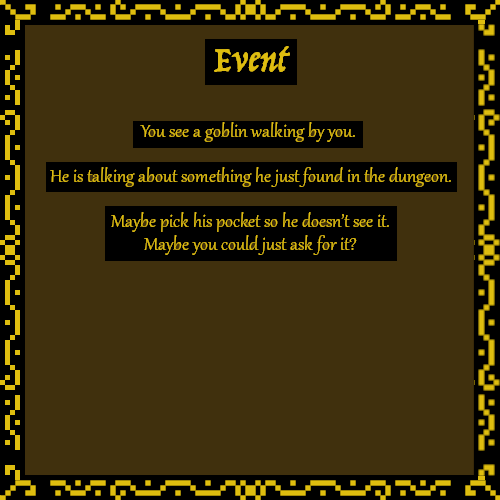 Event
You see a goblin walking by you.
He is talking about something he just found in the dungeon.
Maybe pick his pocket so he doesn't see it.
Maybe you could just ask for it?